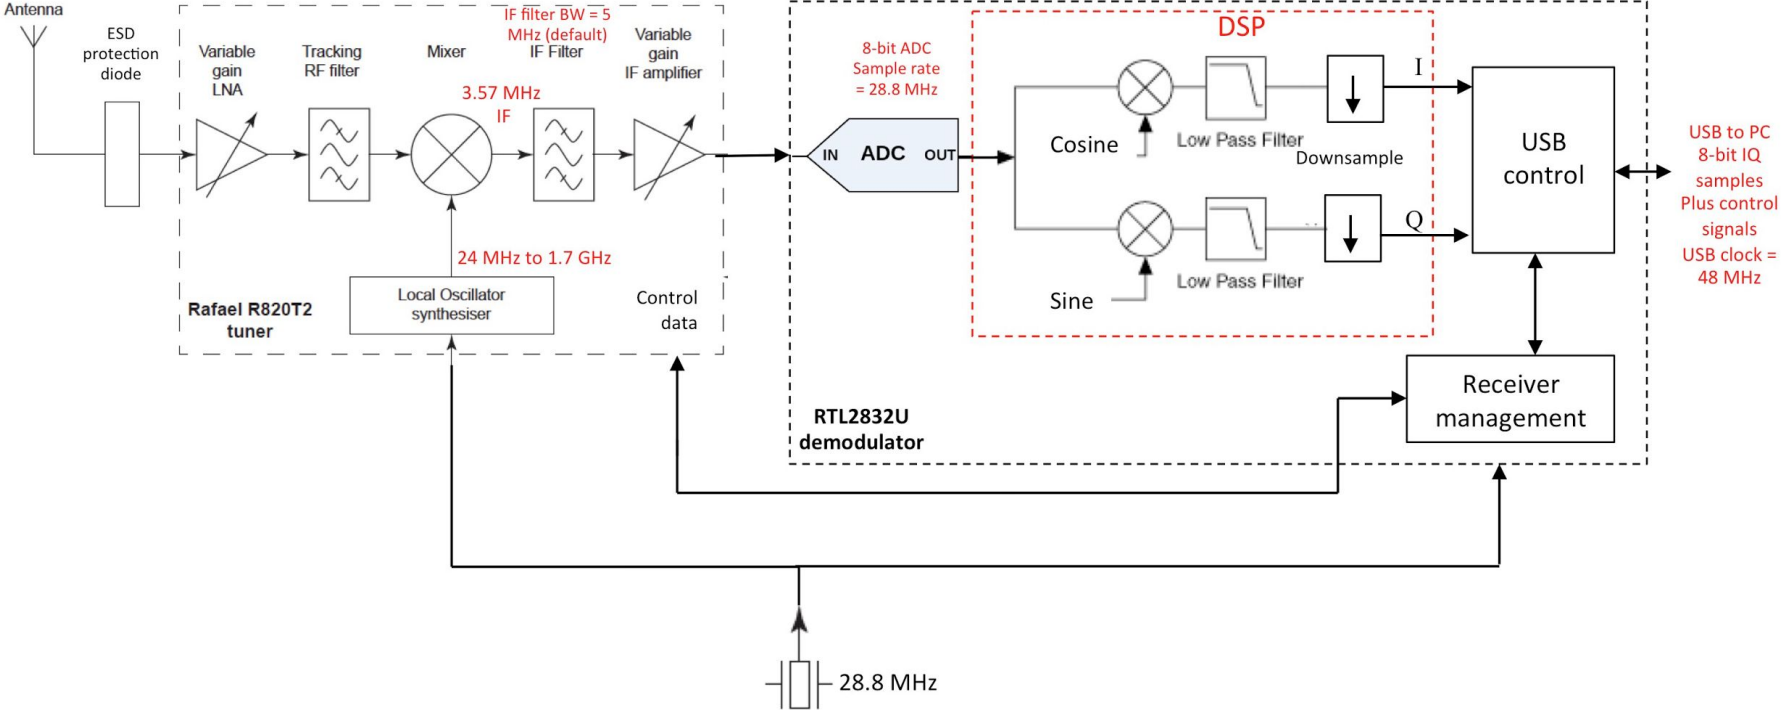 Antenna
ESD
protection
diode
Variable
gain
LNA
Tracking
RF filter
Mixer
IF filter BW = 5
MHz (default)
IF Filter
Variable
gain
IF amplifier
3.57 MHz
IF
24 MHz to 1.7 GHz
Local Oscillator
synthesiser
Rafael R820T2
tuner
Control
data
8-bit ADC
Sample rate
= 28.8 MHz
IN
ADC
OUT
DSP
Cosine
Low Pass Filter
Downsample
I
Sine
Low Pass Filter
Q
USB
control
USB to PC
8-bit IQ
samples
Plus control
signals
USB clock =
48 MHz
Receiver
management
RTL2832U
demodulator
28.8 MHz